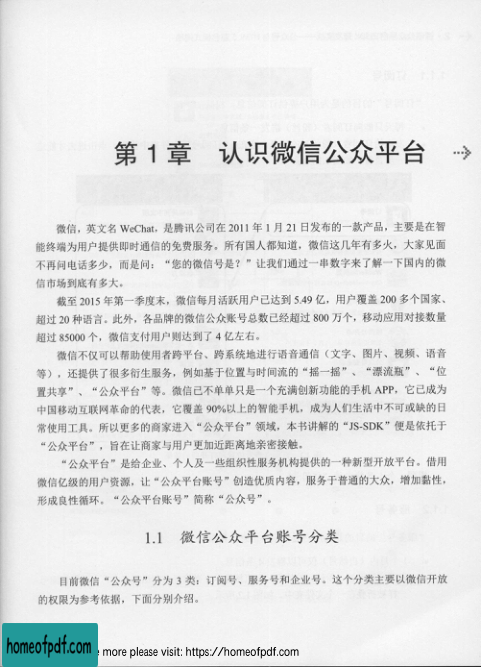 第 1 章 认识微信公众平台
微信，英文名 WeChat，是腾讯公司在 2011 年 1 月 21 日发布的一款产品，主要是在智
能终端为用户提供即时通信的免费服务。所有国人都知道，微信这几年有多火，大家见面
不再问电话多少，而是问：“您的微信号是？”让我们通过一串数字来了解一下国内的微
信市场到底有多大。
截至 2015 年第一季度末，微信每月活跃用户已达到 5.49 亿，用户覆盖 200 多个国家、
超过 20 种语言。此外，各品牌的微信公众账号总数已经超过 800 万个，移动应用对接数量
超过 85000 个，微信支付用户则达到了 4 亿左右。
微信不仅可以帮助使用者跨平台、跨系统地进行语音通信（文字、图片、视频、语音
等），还提供了很多衍生服务，例如基于位置与时间流的“摇一摇”、“漂流瓶”、“位
置共享”、“公众平台”等。微信已不单单只是一个充满创新功能的手机 APP，它已成为
中国移动互联网革命的代表，它覆盖 90%以上的智能手机，成为人们生活中不可或缺的日
常使用工具。所以更多的商家进入“公众平台”领域，本书讲解的“JS-SDK”便是依托于
“公众平台”，旨在让商家与用户更加近距离地亲密接触。
“公众平台”是给企业、个人及一些组织性服务机构提供的一种新型开放平台。借用
微信亿级的用户资源，让“公众平台账号”创造优质内容，服务于普通的大众，增加黏性，
形成良性循环。“公众平台账号”简称“公众号”。
1.1 微信公众平台账号分类
目前微信“公众号”分为 3 类：订阅号、服务号和企业号。这个分类主要以微信开放
的权限为参考依据，下面分别介绍。
homeofpdf.com
e more please visit: https://homeofpdf.com